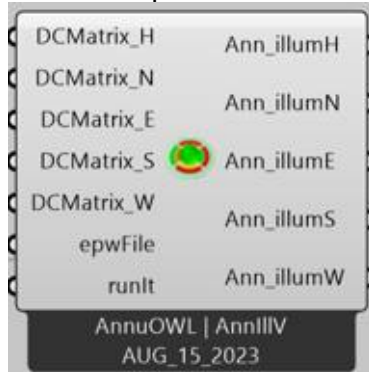 DCMatrix_H
DCMatrix_N
DCMatrix_E
DCMatrix_S
DCMatrix_W
epwFile
runIt
Ann_illumH
Ann_illumN
Ann_illumE
Ann_illumS
Ann_illumW
AnnuOWL | AnnIllV
AUG_15_2023